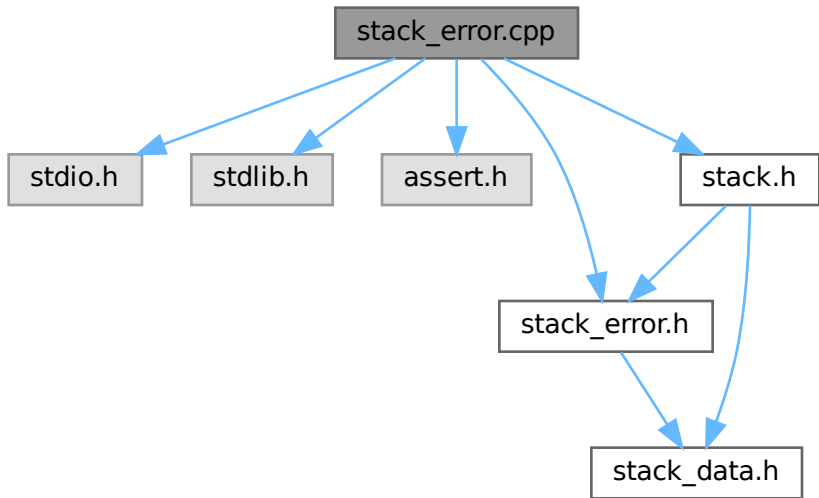 stack_error.cpp
stdio.h
stdlib.h
assert.h
stack.h
stack_error.h
stack_data.h